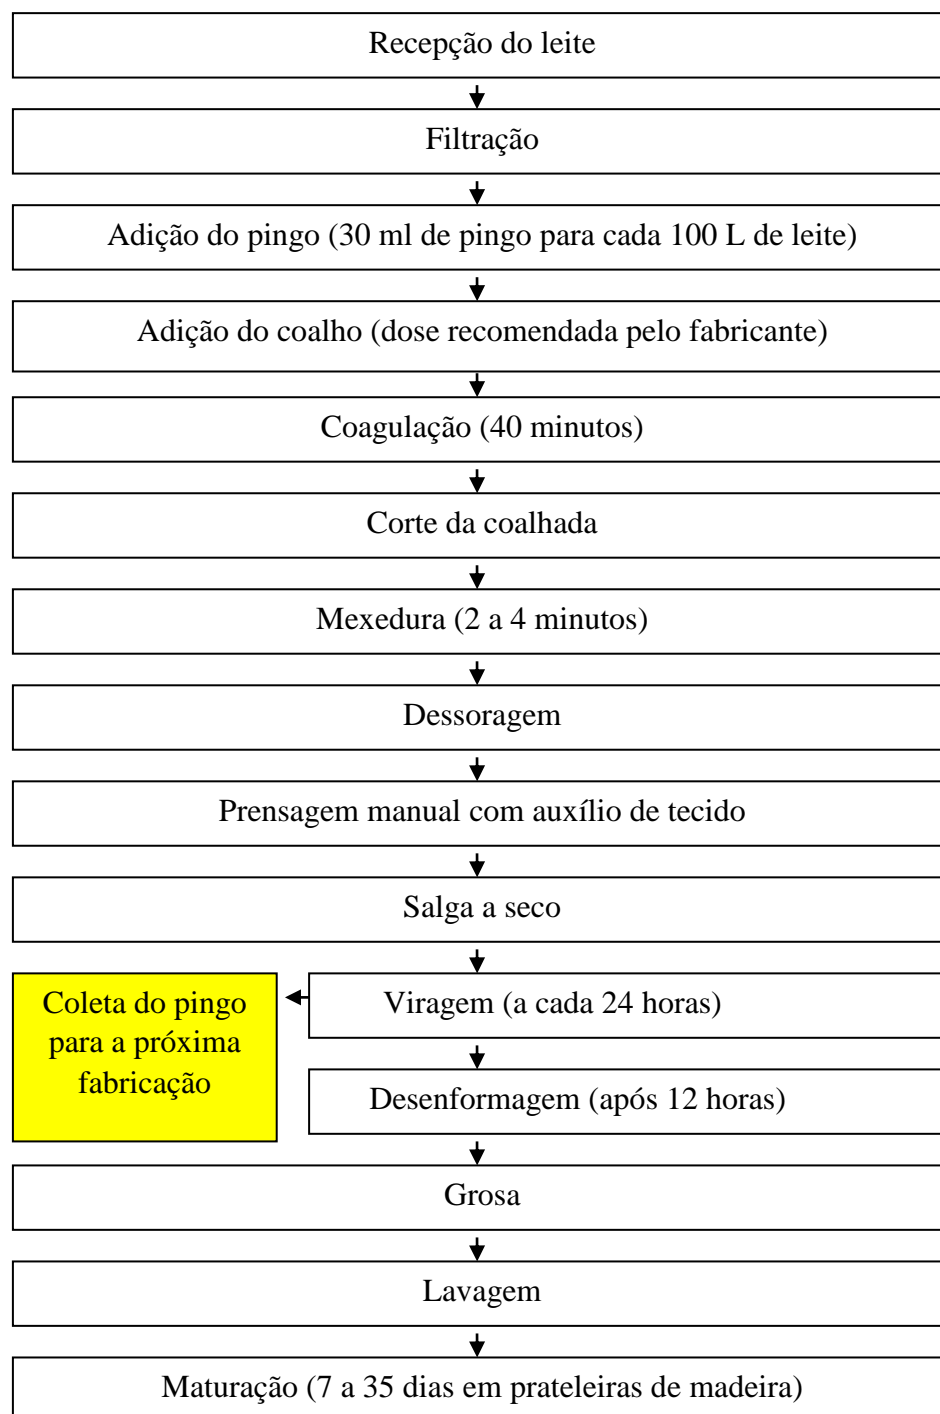 Recepção do leite
Filtração
Adição do pingo (30 ml de pingo para cada 100 L de leite)
Adição do coalho (dose recomendada pelo fabricante)
Coagulação (40 minutos)
Corte da coalhada
Mexedura (2 a 4 minutos)
Dessoragem
Prensagem manual com auxílio de tecido
Salga a seco
Coleta do pingo
para a próxima
fabricação
Viragem (a cada 24 horas)
Desenformagem (após 12 horas)
Grosa
Lavagem
Maturação (7 a 35 dias em prateleiras de madeira)